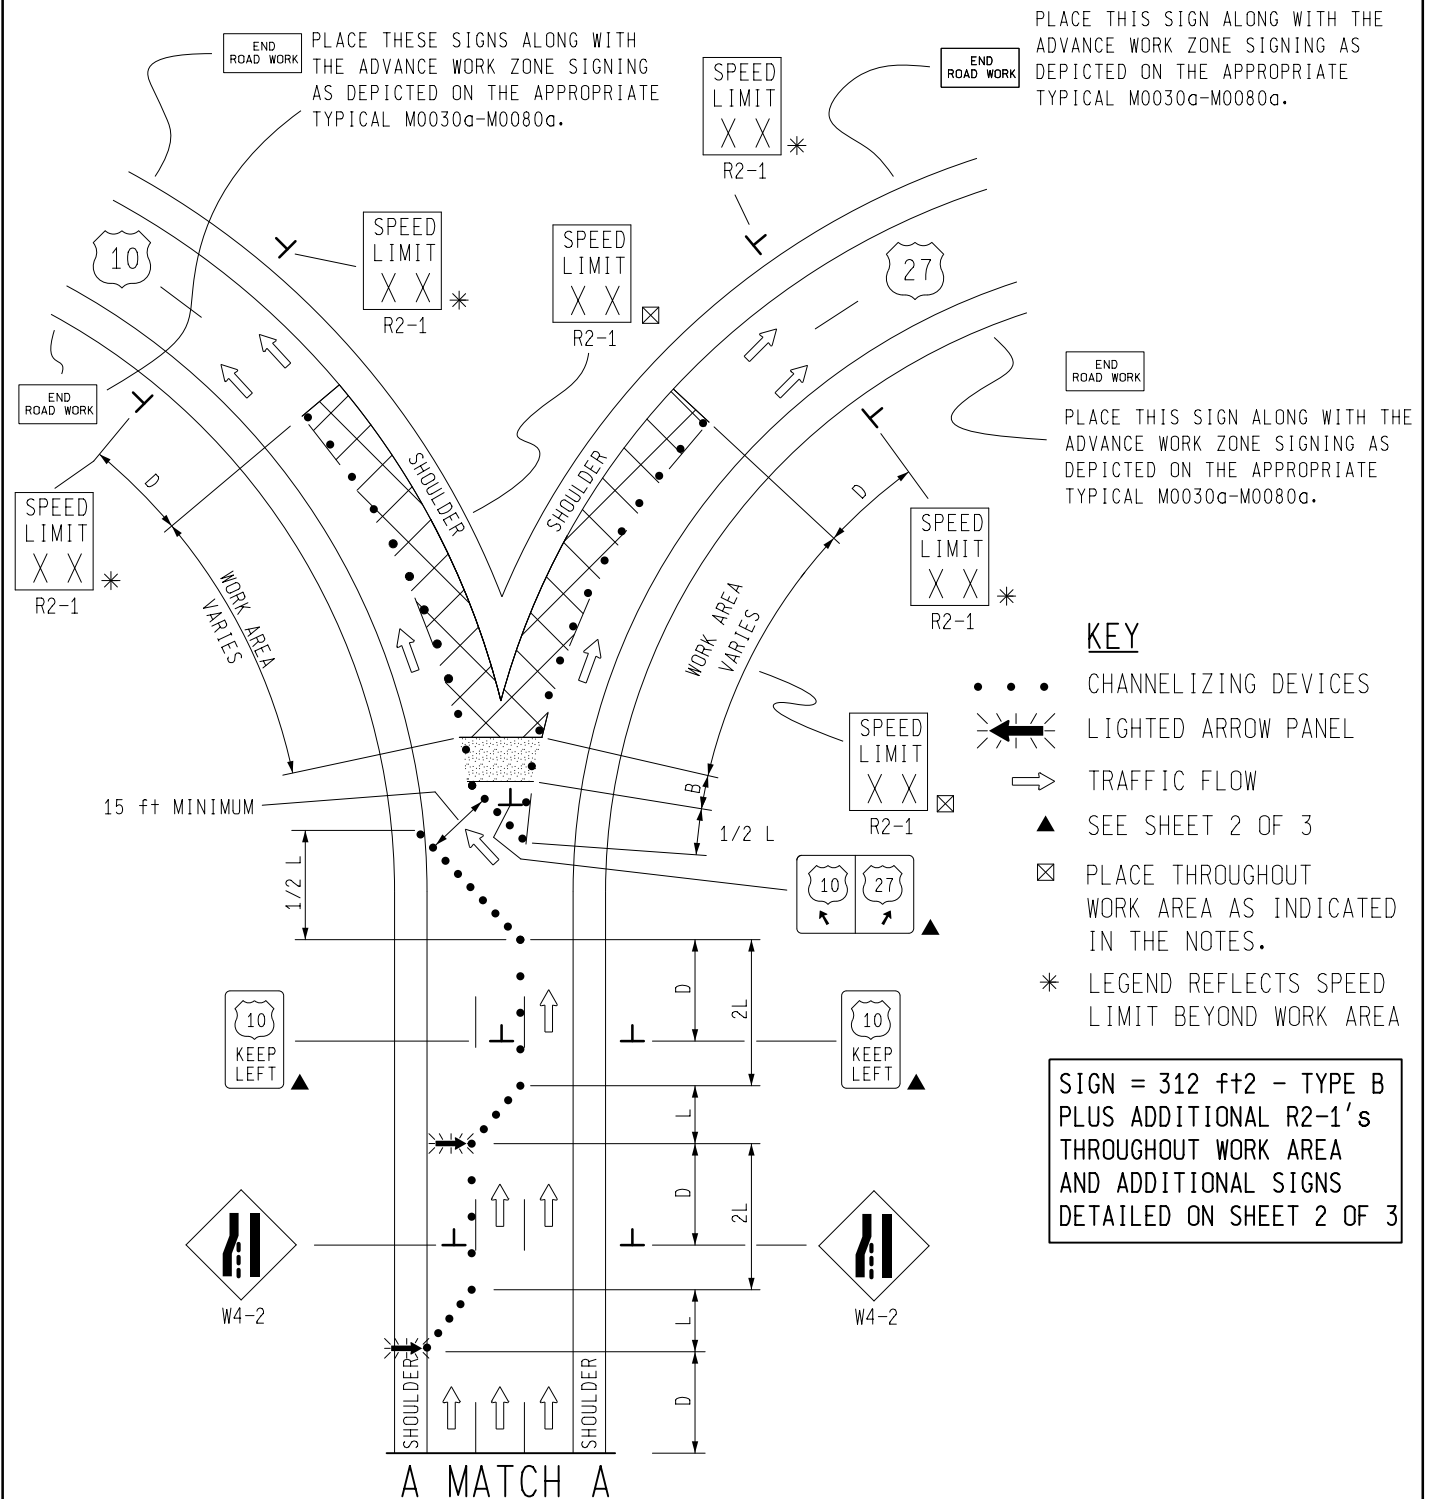 END
ROAD WORK
PLACE THESE SIGNS ALONG WITH
THE ADVANCE WORK ZONE SIGNING
AS DEPICTED ON THE APPROPRIATE
TYPICAL M0030a-M0080a.
SPEED
LIMIT
X X
R2-1
END
ROAD WORK
PLACE THIS SIGN ALONG WITH THE
ADVANCE WORK ZONE SIGNING AS
DEPICTED ON THE APPROPRIATE
TYPICAL M0030a-M0080a.
10
SPEED
LIMIT
X X
R2-1
SPEED
LIMIT
X X
R2-1
27
END
ROAD WORK
END
ROAD WORK
PLACE THIS SIGN ALONG WITH THE
ADVANCE WORK ZONE SIGNING AS
DEPICTED ON THE APPROPRIATE
TYPICAL M0030a-M0080a.
D
SHOULDER
SHOULDER
D
SPEED
LIMIT
X X
R2-1
SPEED
LIMIT
X X
R2-1
WORK AREA
VARIES
WORK AREA
VARIES
SPEED
LIMIT
X X
R2-1
B
15 ft MINIMUM
1/2 L
1/2 L
10
27
D
2L
10
KEEP
LEFT
10
KEEP
LEFT
L
D
2L
W4-2
W4-2
L
D
SHOULDER
SHOULDER
A MATCH A
KEY
CHANNELIZING DEVICES
LIGHTED ARROW PANEL
TRAFFIC FLOW
SEE SHEET 2 OF 3
PLACE THROUGHOUT
WORK AREA AS INDICATED
IN THE NOTES.
LEGEND REFLECTS SPEED
LIMIT BEYOND WORK AREA
SIGN = 312 ft2 - TYPE B
PLUS ADDITIONAL R2-1's
THROUGHOUT WORK AREA
AND ADDITIONAL SIGNS
DETAILED ON SHEET 2 OF 3